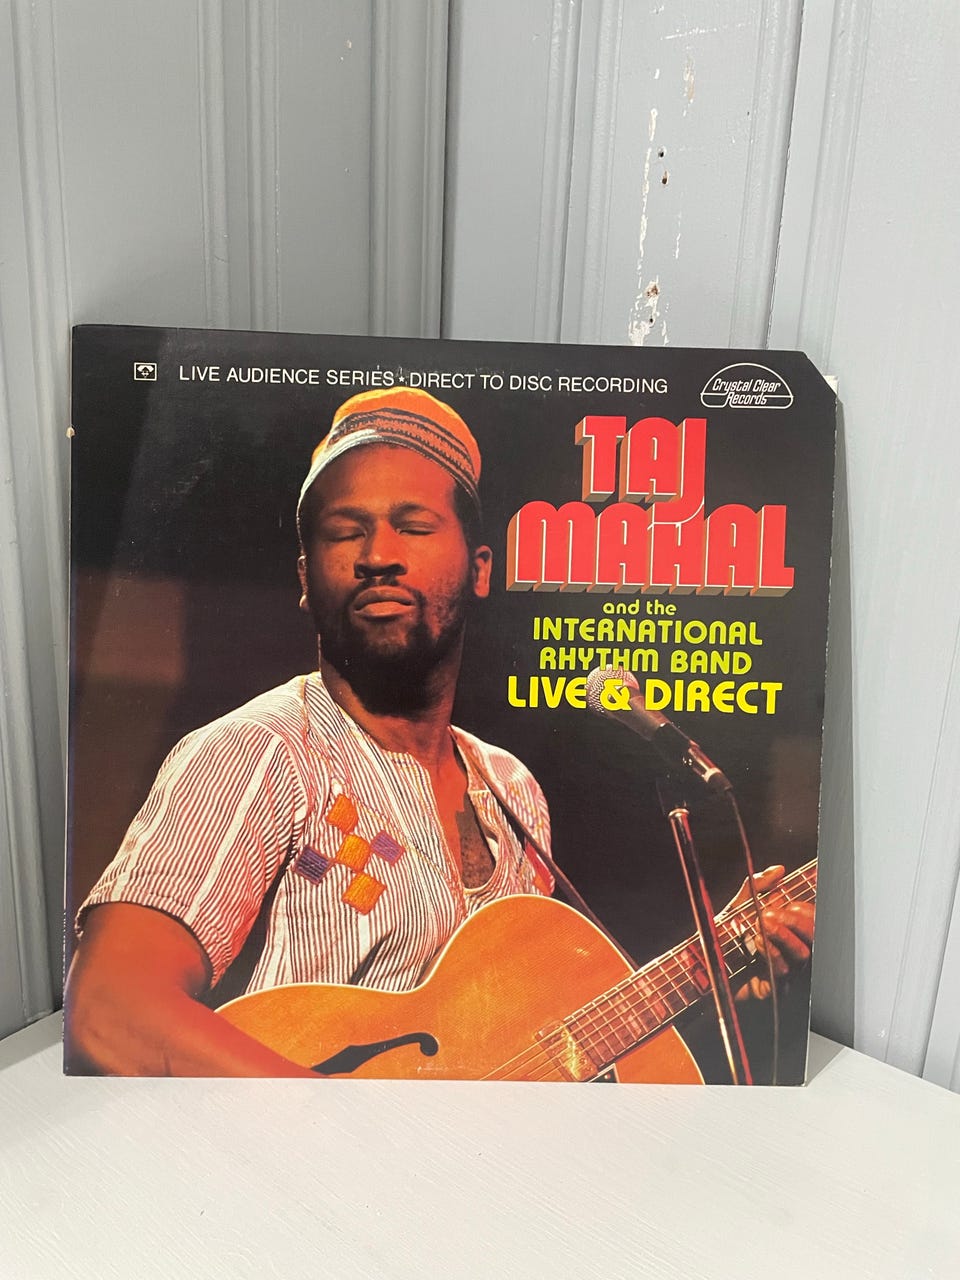 LIVE AUDIENCE SERIES ★ DIRECT TO DISC RECORDING
Crystal Clear
Records
TAJ
MAHAL
and the
INTERNATIONAL
RHYTHM BAND
LIVE & DIRECT